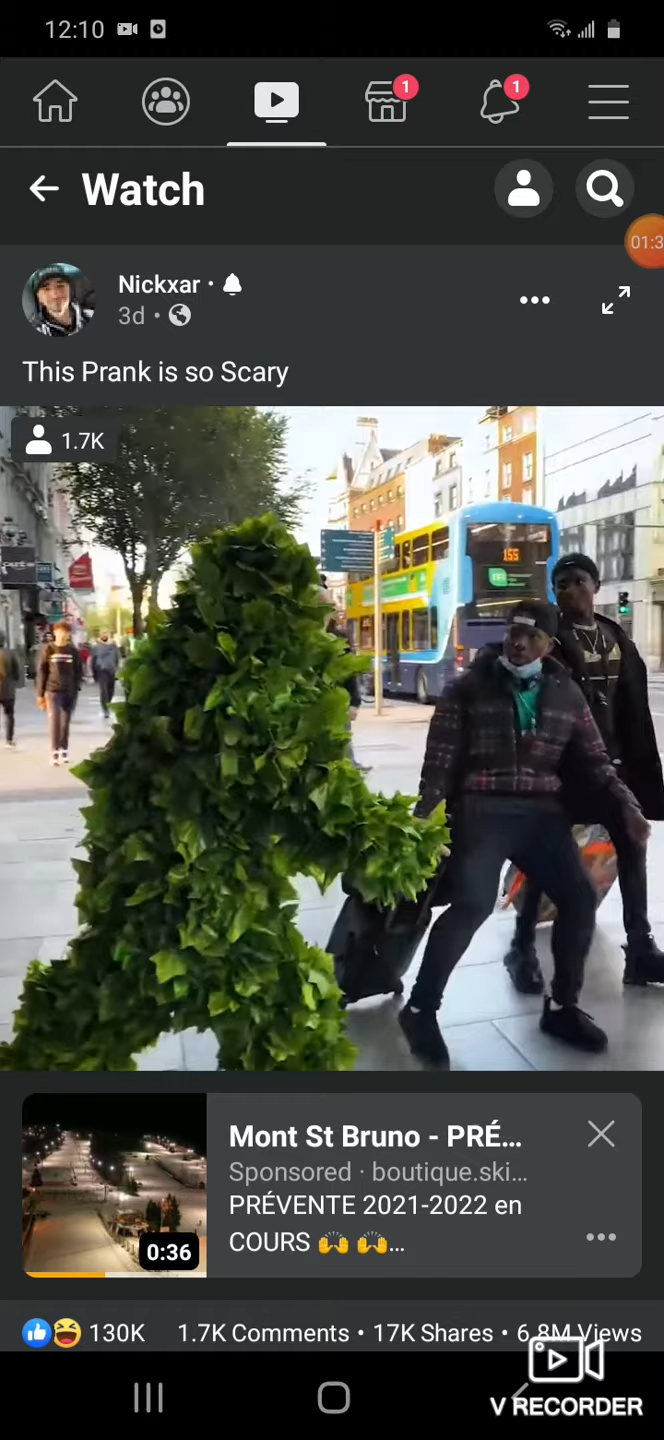 12:10
1
1
Watch
01:3
Nickxar
3d
This Prank is so Scary
1.7K
155
Mont St Bruno - PRÉ...
Sponsored · boutique.ski...
PRÉVENTE 2021-2022 en
COURS 🙌 🙌...
0:36
130K 1.7K Comments • 17K Shares • 6.8M Views
V RECORDER